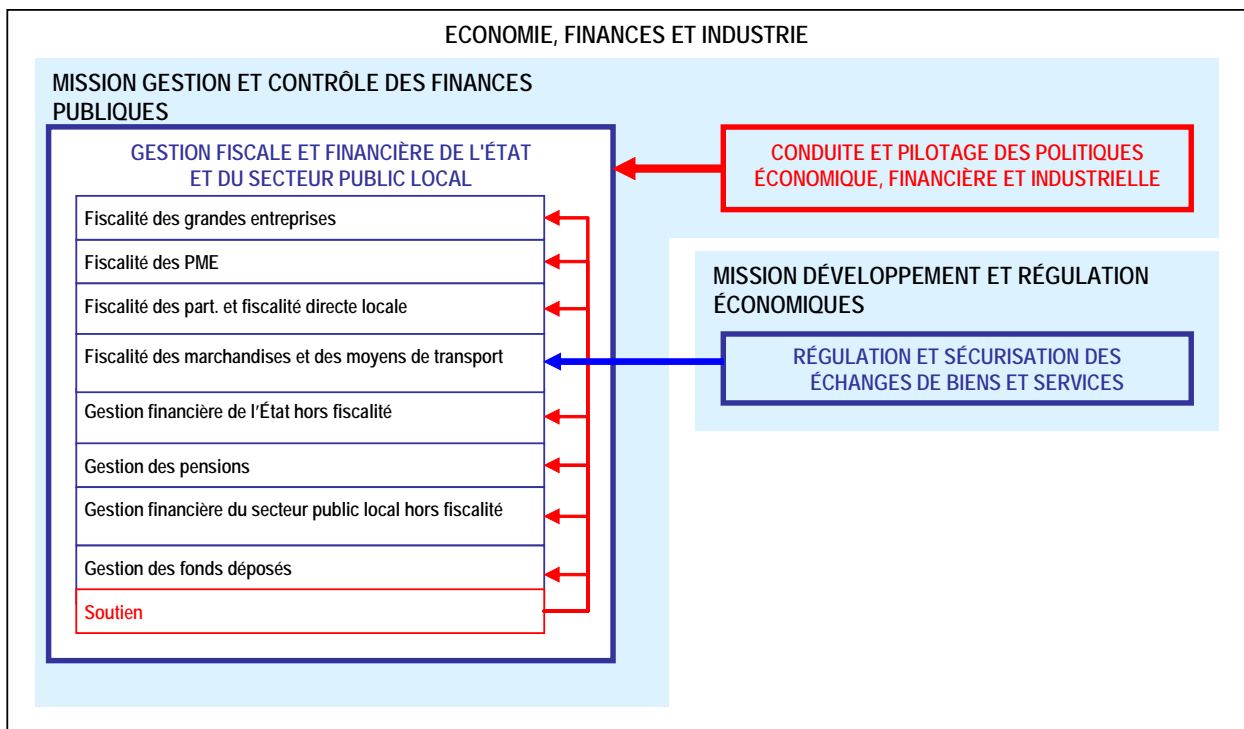 ECONOMIE, FINANCES ET INDUSTRIE
MISSION GESTION ET CONTRÔLE DES FINANCES
PUBLIQUES
GESTION FISCALE ET FINANCIÈRE DE L'ÉTAT
ET DU SECTEUR PUBLIC LOCAL
Fiscalité des grandes entreprises
Fiscalité des PME
Fiscalité des part. et fiscalité directe locale
Fiscalité des marchandises et des moyens de transport
Gestion financière de l’État hors fiscalité
Gestion des pensions
Gestion financière du secteur public local hors fiscalité
Gestion des fonds déposés
Soutien
CONDUITE ET PILOTAGE DES POLITIQUES
ÉCONOMIQUE, FINANCIÈRE ET INDUSTRIELLE
MISSION DÉVELOPPEMENT ET RÉGULATION
ÉCONOMIQUES
RÉGULATION ET SÉCURISATION DES
ÉCHANGES DE BIENS ET SERVICES